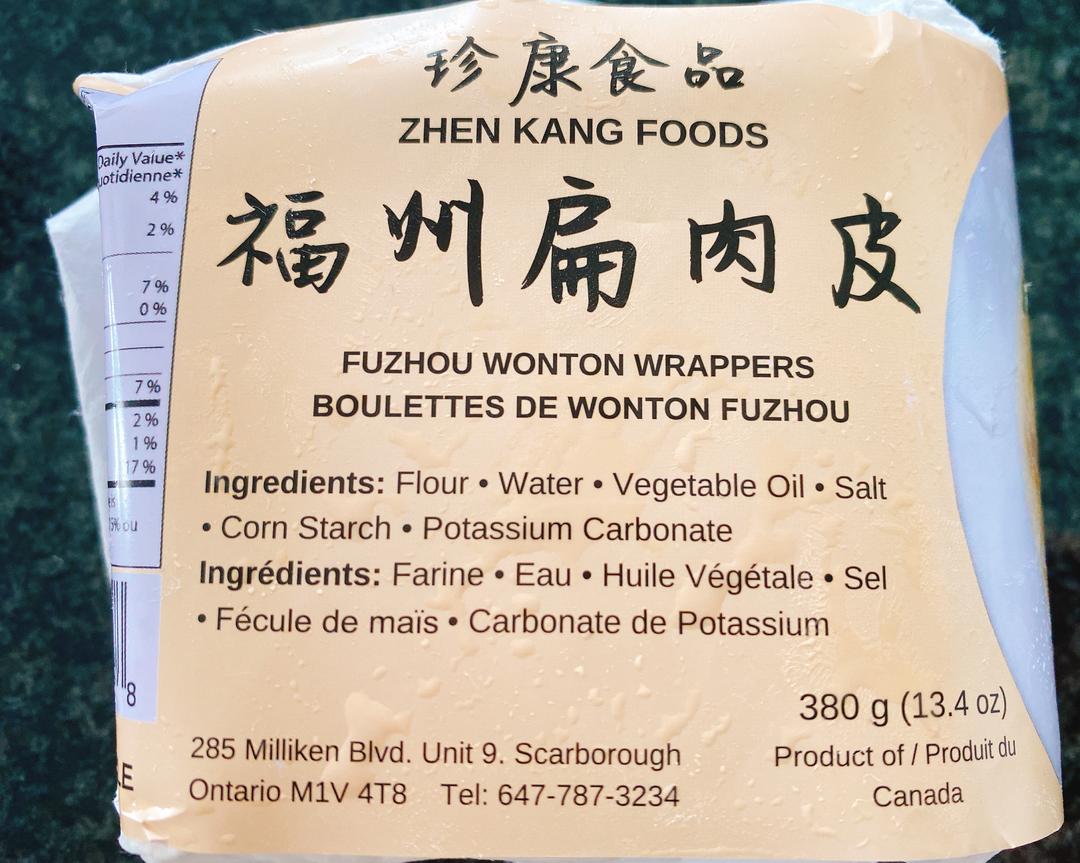 珍康食品
ZHEN KANG FOODS
福州扁肉皮
FUZHOU WONTON WRAPPERS
BOULETTES DE WONTON FUZHOU
Ingredients: Flour • Water • Vegetable Oil • Salt
• Corn Starch • Potassium Carbonate
Ingrédients: Farine • Eau • Huile Végétale • Sel
• Fécule de maïs • Carbonate de Potassium
380 g (13.4 oz)
Product of / Produit du
Canada
285 Milliken Blvd. Unit 9. Scarborough
Ontario M1V 4T8 Tel: 647-787-3234
Daily Value*
4 %
2 %
7 %
0 %
7 %
2 %
1 %
17 %
ou
8